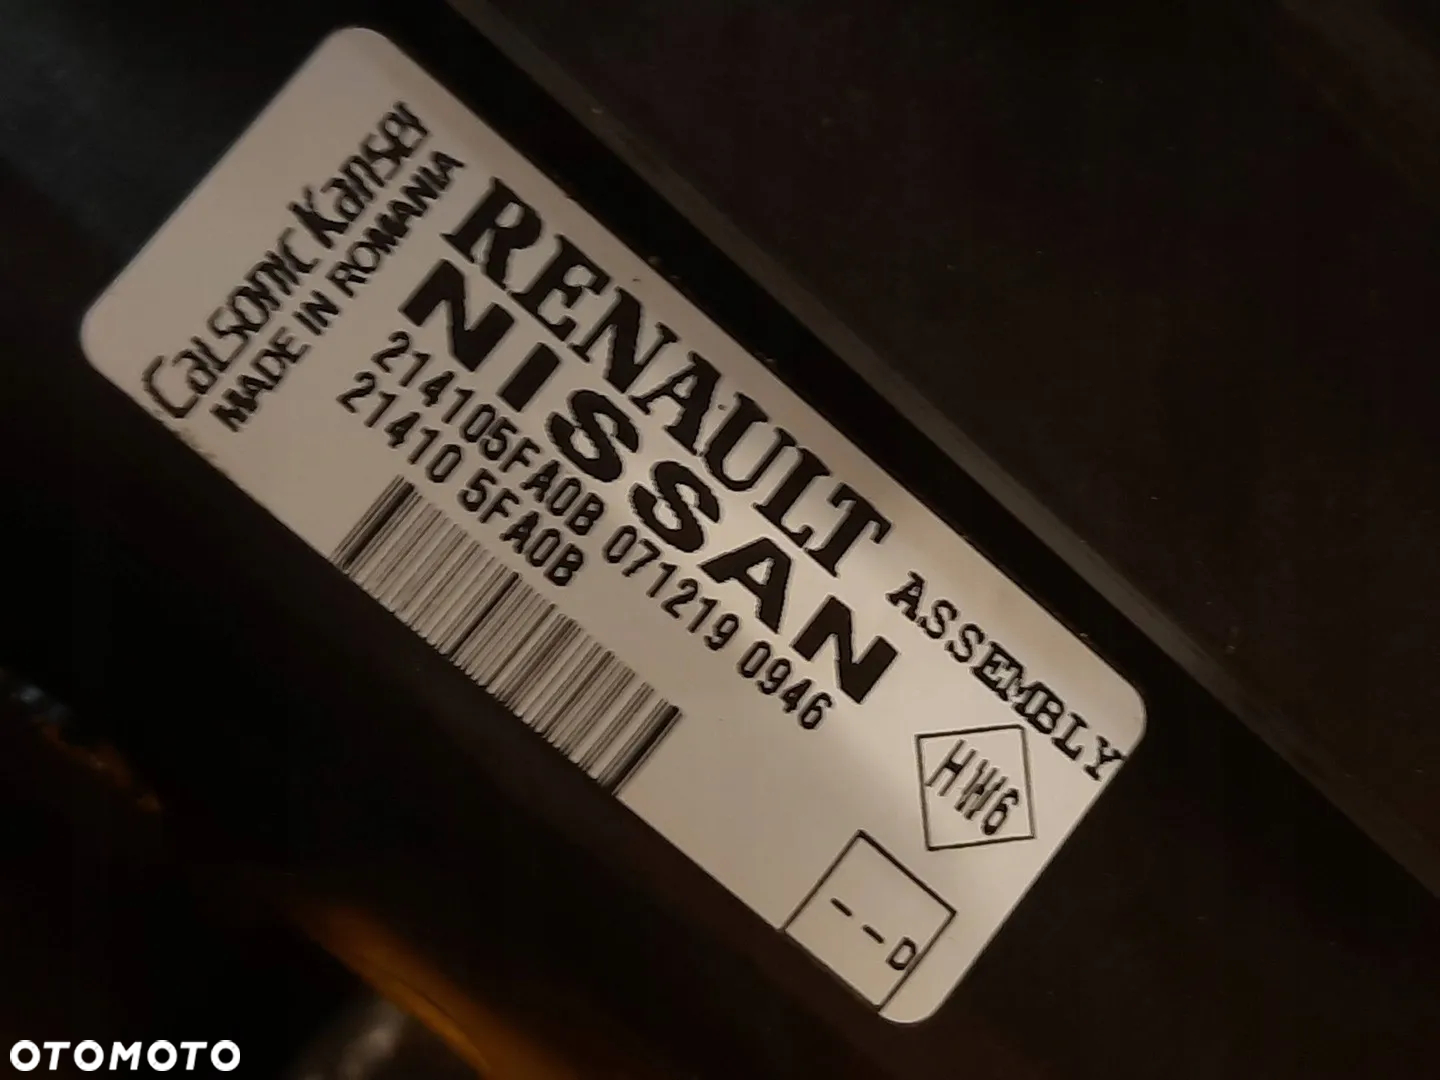 Calsonic Kansei
MADE IN ROMANIA
RENAULT
NISSAN
ASSEMBLY
214105FA0B 071219 0946
21410 5FA0B
HW6
--D
OTOMOTO